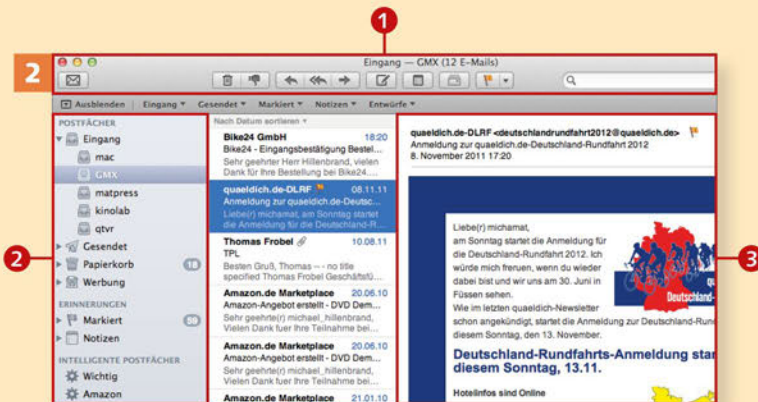 1
2
Eingang — GMX (12 E-Mails)
Ausblenden Eingang Gesendet Markiert Notizen Entwürfe
POSTFÄCHER
Eingang
mac
GMX
matpress
kinolab
qtvr
Gesendet
Papierkorb
Werbung
ERINNERUNGEN
Markiert
Notizen
INTELLIGENTE POSTFÄCHER
Wichtig
Amazon
2
Nach Datum sortieren
Bike24 GmbH 18:20
Bike24 - Eingangsbestätigung Bestel...
Sehr geehrter Herr Hillenbrand, vielen
Dank für Ihre Bestellung bei Bike24....
quaeldich.de-DLRF 08.11.11
Anmeldung zur quaeldich.de-Deutsc...
Liebe(r) michamat, am Sonntag startet
die Anmeldung für die Deutschland-R...
Thomas Frobel 10.08.11
TPL
Besten Gruß, Thomas -- - no title
specified Thomas Frobel Geschäftsfü...
Amazon.de Marketplace 20.06.10
Amazon-Angebot erstellt - DVD Dem...
Sehr geehrte(r) michael_hillenbrand,
Vielen Dank fuer Ihre Teilnahme bei...
Amazon.de Marketplace 20.06.10
Amazon-Angebot erstellt - DVD Dem...
Sehr geehrte(r) michael_hillenbrand,
Vielen Dank fuer Ihre Teilnahme bei...
Amazon.de Marketplace 21.01.10
quaeldich.de-DLRF <deutschlandrundfahrt2012@quaeldich.de>
Anmeldung zur quaeldich.de-Deutschland-Rundfahrt 2012
8. November 2011 17:20
Liebe(r) michamat,
am Sonntag startet die Anmeldung für
die Deutschland-Rundfahrt 2012. Ich
würde mich freuen, wenn du wieder
dabei bist und wir uns am 30. Juni in
Füssen sehen.
Wie im letzten quaeldich-Newsletter
schon angekündigt, startet die Anmeldung zur Deutschland-Run
diesem Sonntag, den 13. November.
qu
Deutschland-
Deutschland-Rundfahrts-Anmeldung star
diesem Sonntag, 13.11.
Hotelinfos sind Online
3